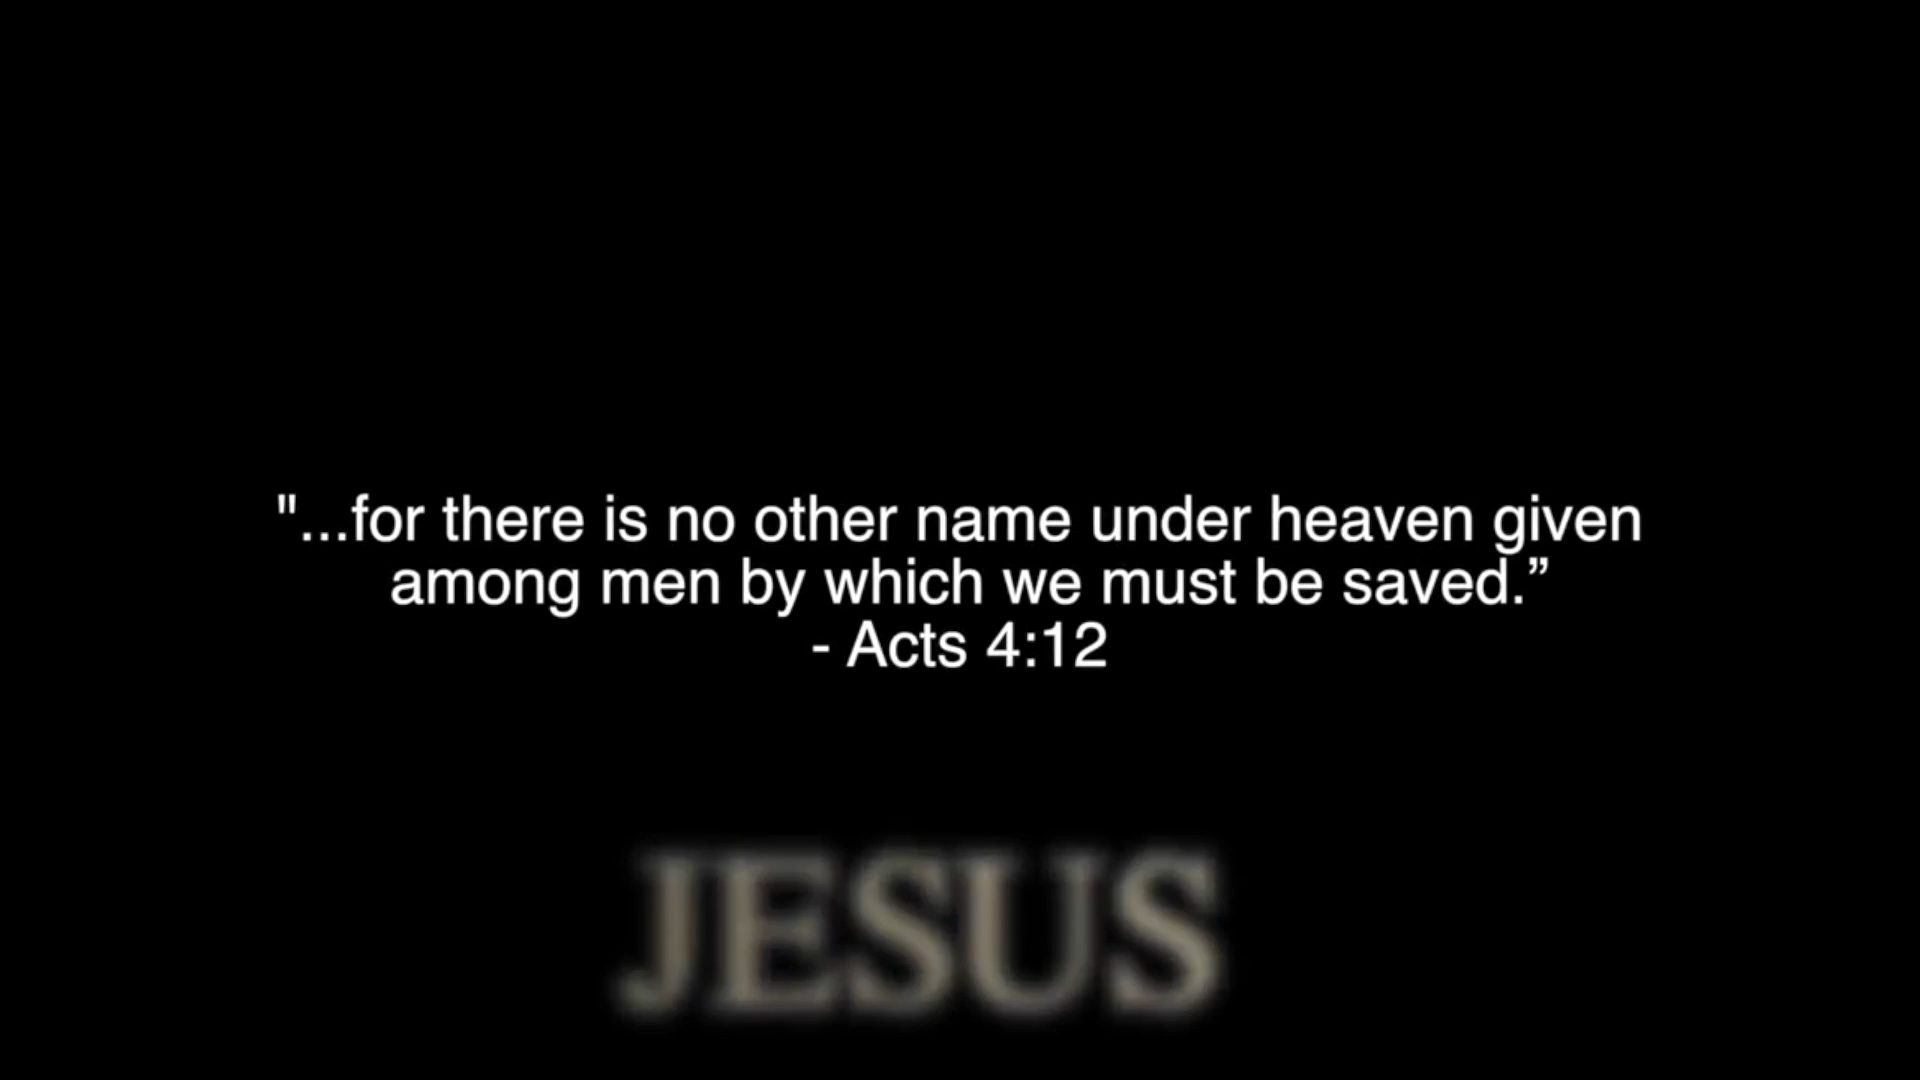 "...for there is no other name under heaven given
among men by which we must be saved.”
- Acts 4:12
JESUS